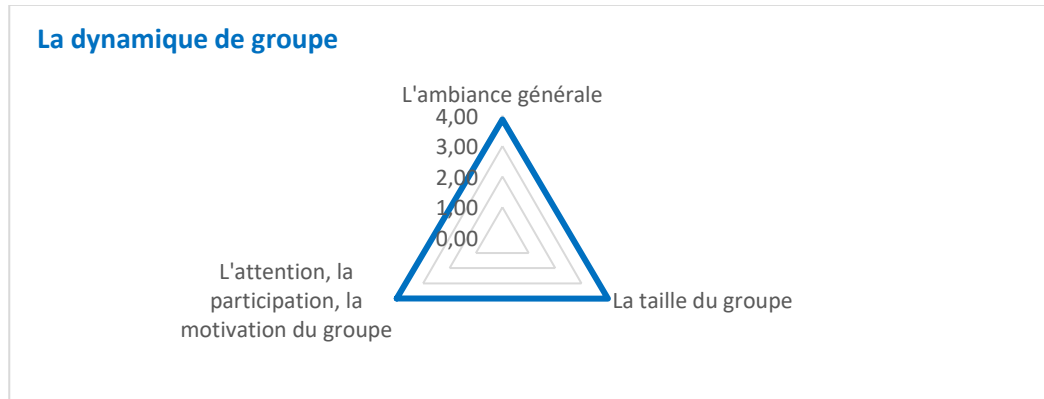 La dynamique de groupe
L'ambiance générale
4,00
3,00
2,00
1,00
0,00
L'attention, la
participation, la
motivation du groupe
La taille du groupe